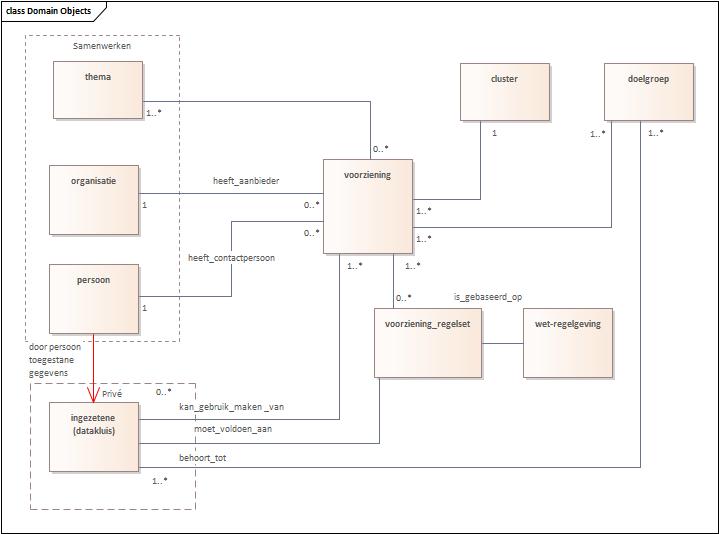 class Domain Objects
Samenwerken
thema
1..*
0..*
cluster
1
doelgroep
1..*
1..*
organisatie
1
heeft_aanbieder
0..*
voorziening
1..*
0..*
1..*
heeft_contactpersoon
persoon
1
1..*
1..*
0..*
is_gebaseerd_op
voorziening_regelset
wet-regelgeving
door persoon
toegestane
gegevens
Privé
0..*
ingezetene
(datakluis)
kan_gebruik_maken _van
moet_voldoen_aan
behoort_tot
1..*